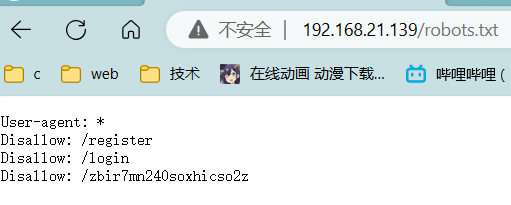 不安全 192.168.21.139/robots.txt
c web 技术 在线动画 动漫下载... 哔哩哔哩 (
User-agent: *
Disallow: /register
Disallow: /login
Disallow: /zbir7mn240soxhicso2z